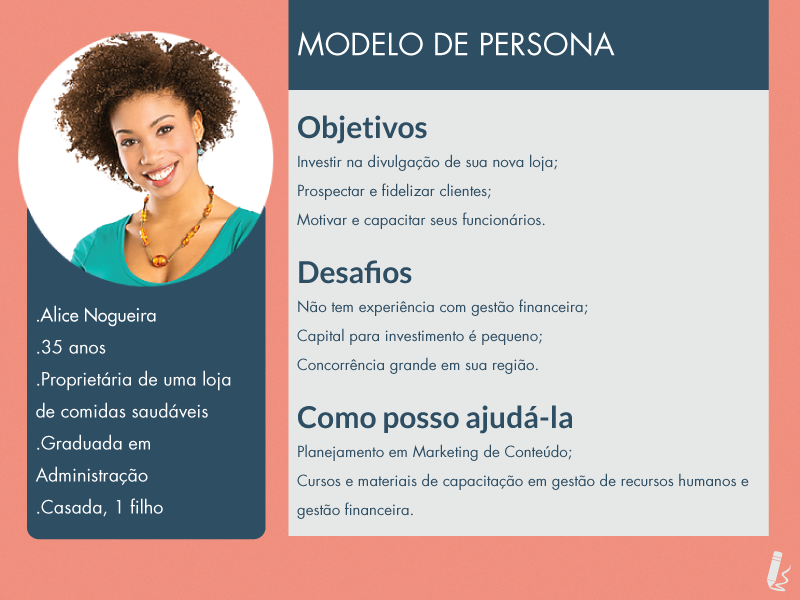 MODELO DE PERSONA
Objetivos
Investir na divulgação de sua nova loja;
Prospectar e fidelizar clientes;
Motivar e capacitar seus funcionários.
Desafios
Não tem experiência com gestão financeira;
Capital para investimento é pequeno;
Concorrência grande em sua região.
Como posso ajudá-la
Planejamento em Marketing de Conteúdo;
Cursos e materiais de capacitação em gestão de recursos humanos e
gestão financeira.
.Alice Nogueira
.35 anos
.Proprietária de uma loja
de comidas saudáveis
.Graduada em
Administração
.Casada, 1 filho